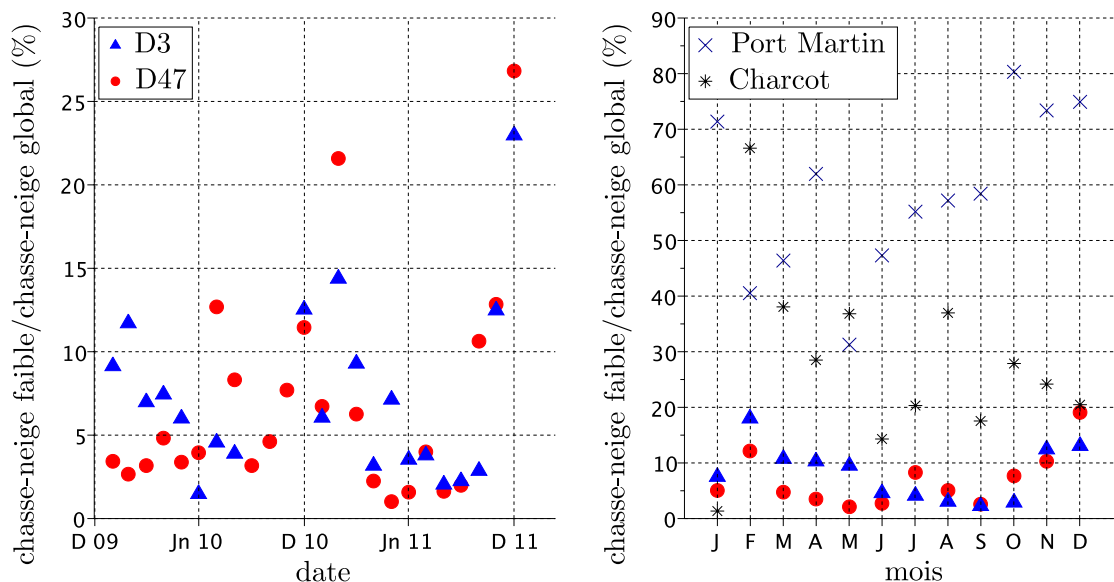 chasse-neige faible/chasse-neige global (%)
30
25
20
15
10
5
0
D3
D47
D 09
Jn 10
D 10
Jn 11
D 11
date
chasse-neige faible/chasse-neige global (%)
90
80
70
60
50
40
30
20
10
0
Port Martin
Charcot
J F M A M J J A S O N D
mois